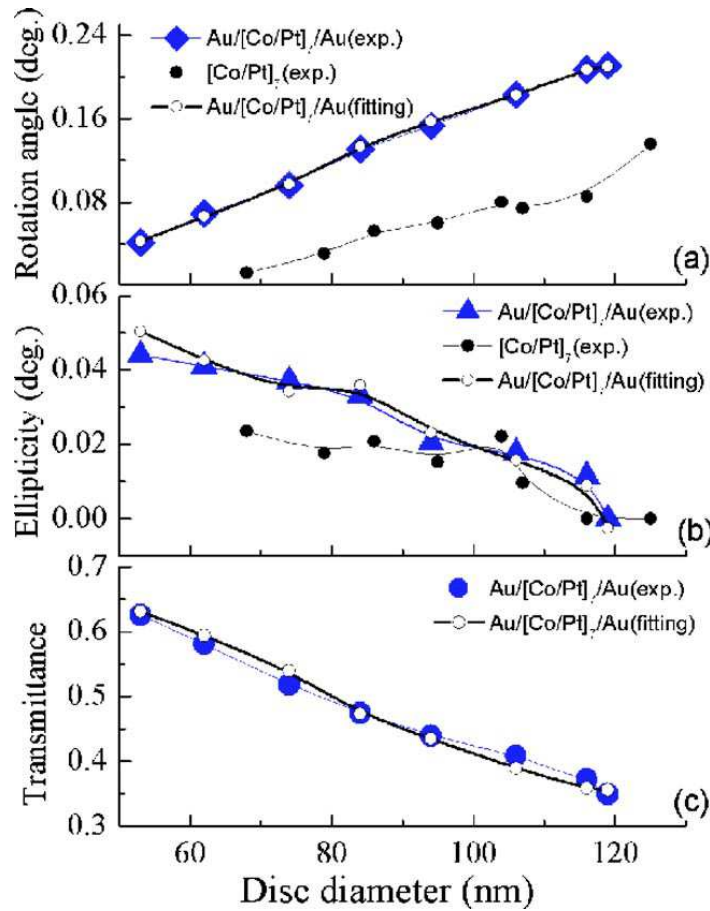 Au/[Co/Pt]7/Au(exp.)
[Co/Pt]7(exp.)
Au/[Co/Pt]7/Au(fitting)
Rotation angle (deg.)
0.24
0.16
0.08
(a)
Au/[Co/Pt]7/Au(exp.)
[Co/Pt]7(exp.)
Au/[Co/Pt]7/Au(fitting)
Ellipticity (deg.)
0.06
0.04
0.02
0.00
(b)
Au/[Co/Pt]7/Au(exp.)
Au/[Co/Pt]7/Au(fitting)
Transmittance
0.7
0.6
0.5
0.4
0.3
(c)
60 80 100 120
Disc diameter (nm)